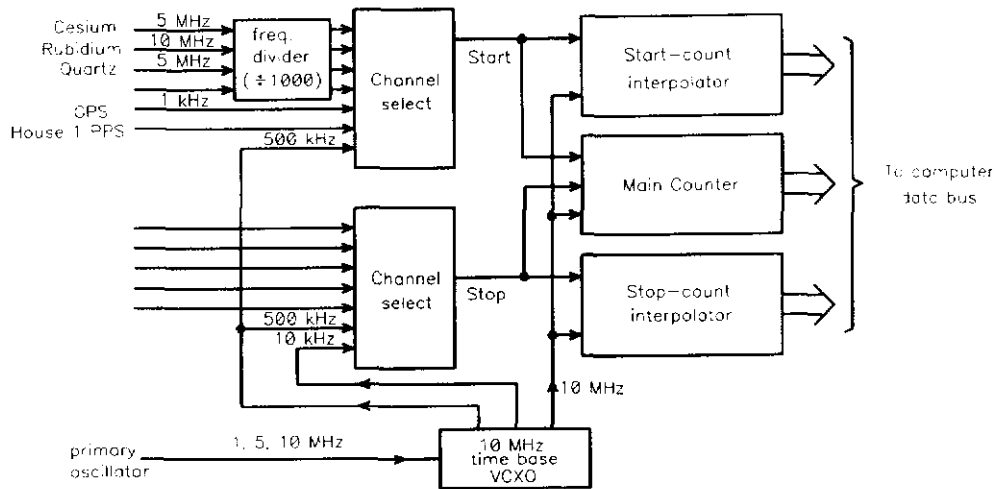 Cesium
5 MHz
Rubidium
10 MHz
Quartz
5 MHz
1 kHz
GPS
House 1 PPS
500 kHz
freq.
divider
(÷1000)
Channel
select
Start
Start-count
interpolator
Main Counter
To computer
data bus
Channel
select
Stop
500 kHz
10 kHz
Stop-count
interpolator
10 MHz
primary
oscillator
1, 5, 10 MHz
10 MHz
time base
VCXO